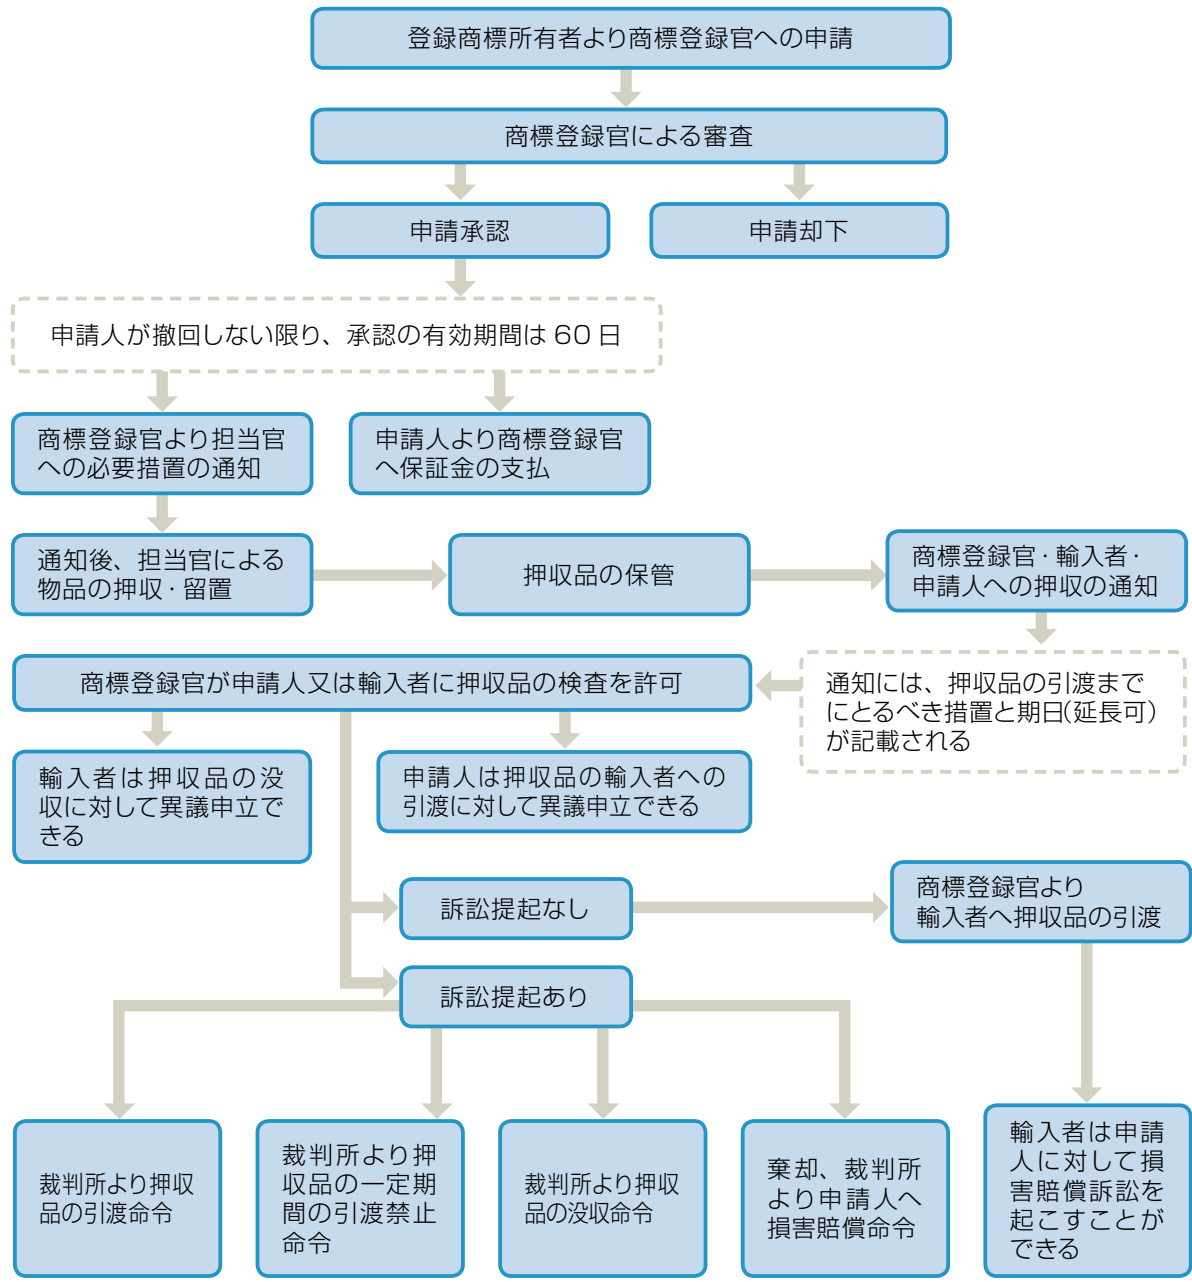 登録商標所有者より商標登録官への申請
商標登録官による審査
申請承認
申請却下
申請人が撤回しない限り、承認の有効期間は 60 日
商標登録官より担当官
への必要措置の通知
申請人より商標登録官
へ保証金の支払
通知後、担当官による
物品の押収・留置
押収品の保管
商標登録官・輸入者・
申請人への押収の通知
商標登録官が申請人又は輸入者に押収品の検査を許可
通知には、押収品の引渡まで
にとるべき措置と期日(延長可)
が記載される
輸入者は押収品の没
収に対して異議申立で
きる
申請人は押収品の輸入者への
引渡に対して異議申立できる
訴訟提起なし
商標登録官より
輸入者へ押収品の引渡
訴訟提起あり
裁判所より押収
品の引渡命令
裁判所より押
収品の一定期
間の引渡禁止
命令
裁判所より押収
品の没収命令
棄却、裁判所
より申請人へ
損害賠償命令
輸入者は申請
人に対して損
害賠償訴訟を
起こすことが
できる